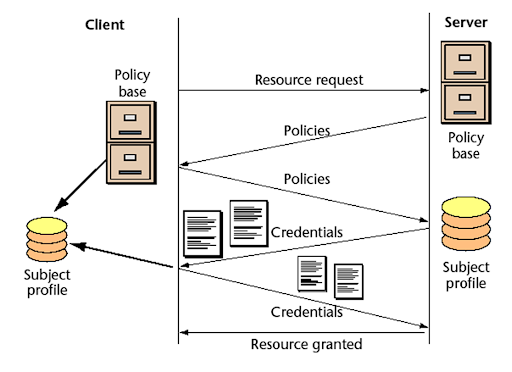 Client
Server
Policy
base
Resource request
Policies
Policy
base
Policies
Credentials
Subject
profile
Subject
profile
Credentials
Resource granted